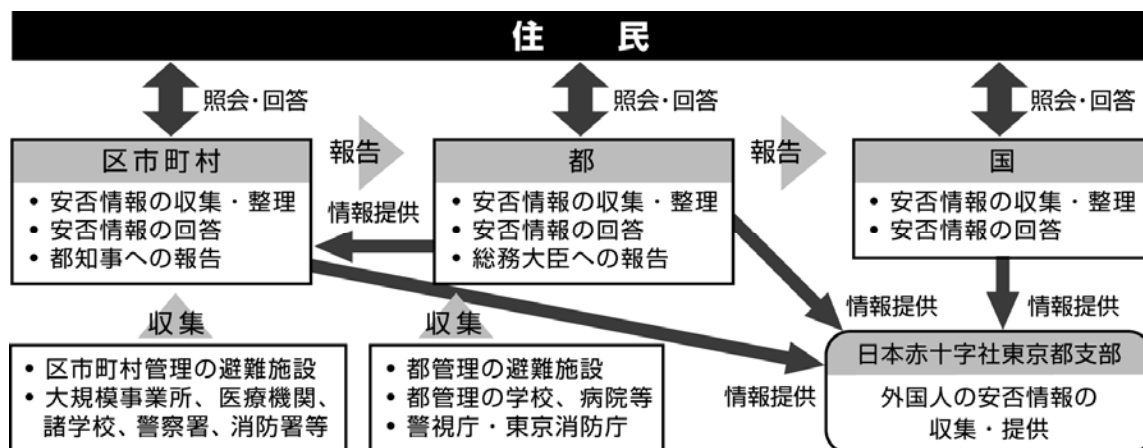 住　民
照会・回答
照会・回答
照会・回答
区市町村
• 安否情報の収集・整理
• 安否情報の回答
• 都知事への報告
報告
情報提供
都
• 安否情報の収集・整理
• 安否情報の回答
• 総務大臣への報告
報告
国
• 安否情報の収集・整理
• 安否情報の回答
収集
収集
情報提供
情報提供
• 区市町村管理の避難施設
• 大規模事業所、医療機関、
諸学校、警察署、消防署等
• 都管理の避難施設
• 都管理の学校、病院等
• 警視庁・東京消防庁
情報提供
日本赤十字社東京都支部
外国人の安否情報の
収集・提供